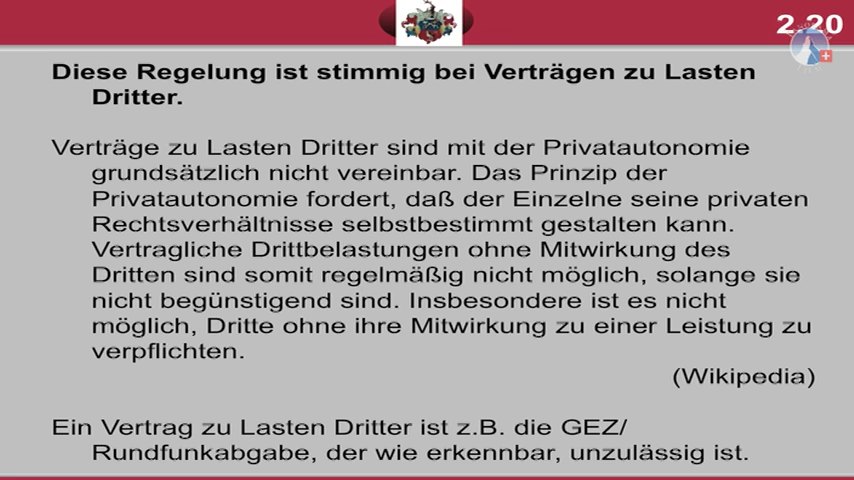 2.20
Diese Regelung ist stimmig bei Verträgen zu Lasten
Dritter.
Verträge zu Lasten Dritter sind mit der Privatautonomie
grundsätzlich nicht vereinbar. Das Prinzip der
Privatautonomie fordert, daß der Einzelne seine privaten
Rechtsverhältnisse selbstbestimmt gestalten kann.
Vertragliche Drittbelastungen ohne Mitwirkung des
Dritten sind somit regelmäßig nicht möglich, solange sie
nicht begünstigend sind. Insbesondere ist es nicht
möglich, Dritte ohne ihre Mitwirkung zu einer Leistung zu
verpflichten.
(Wikipedia)
Ein Vertrag zu Lasten Dritter ist z.B. die GEZ/
Rundfunkabgabe, der wie erkennbar, unzulässig ist.